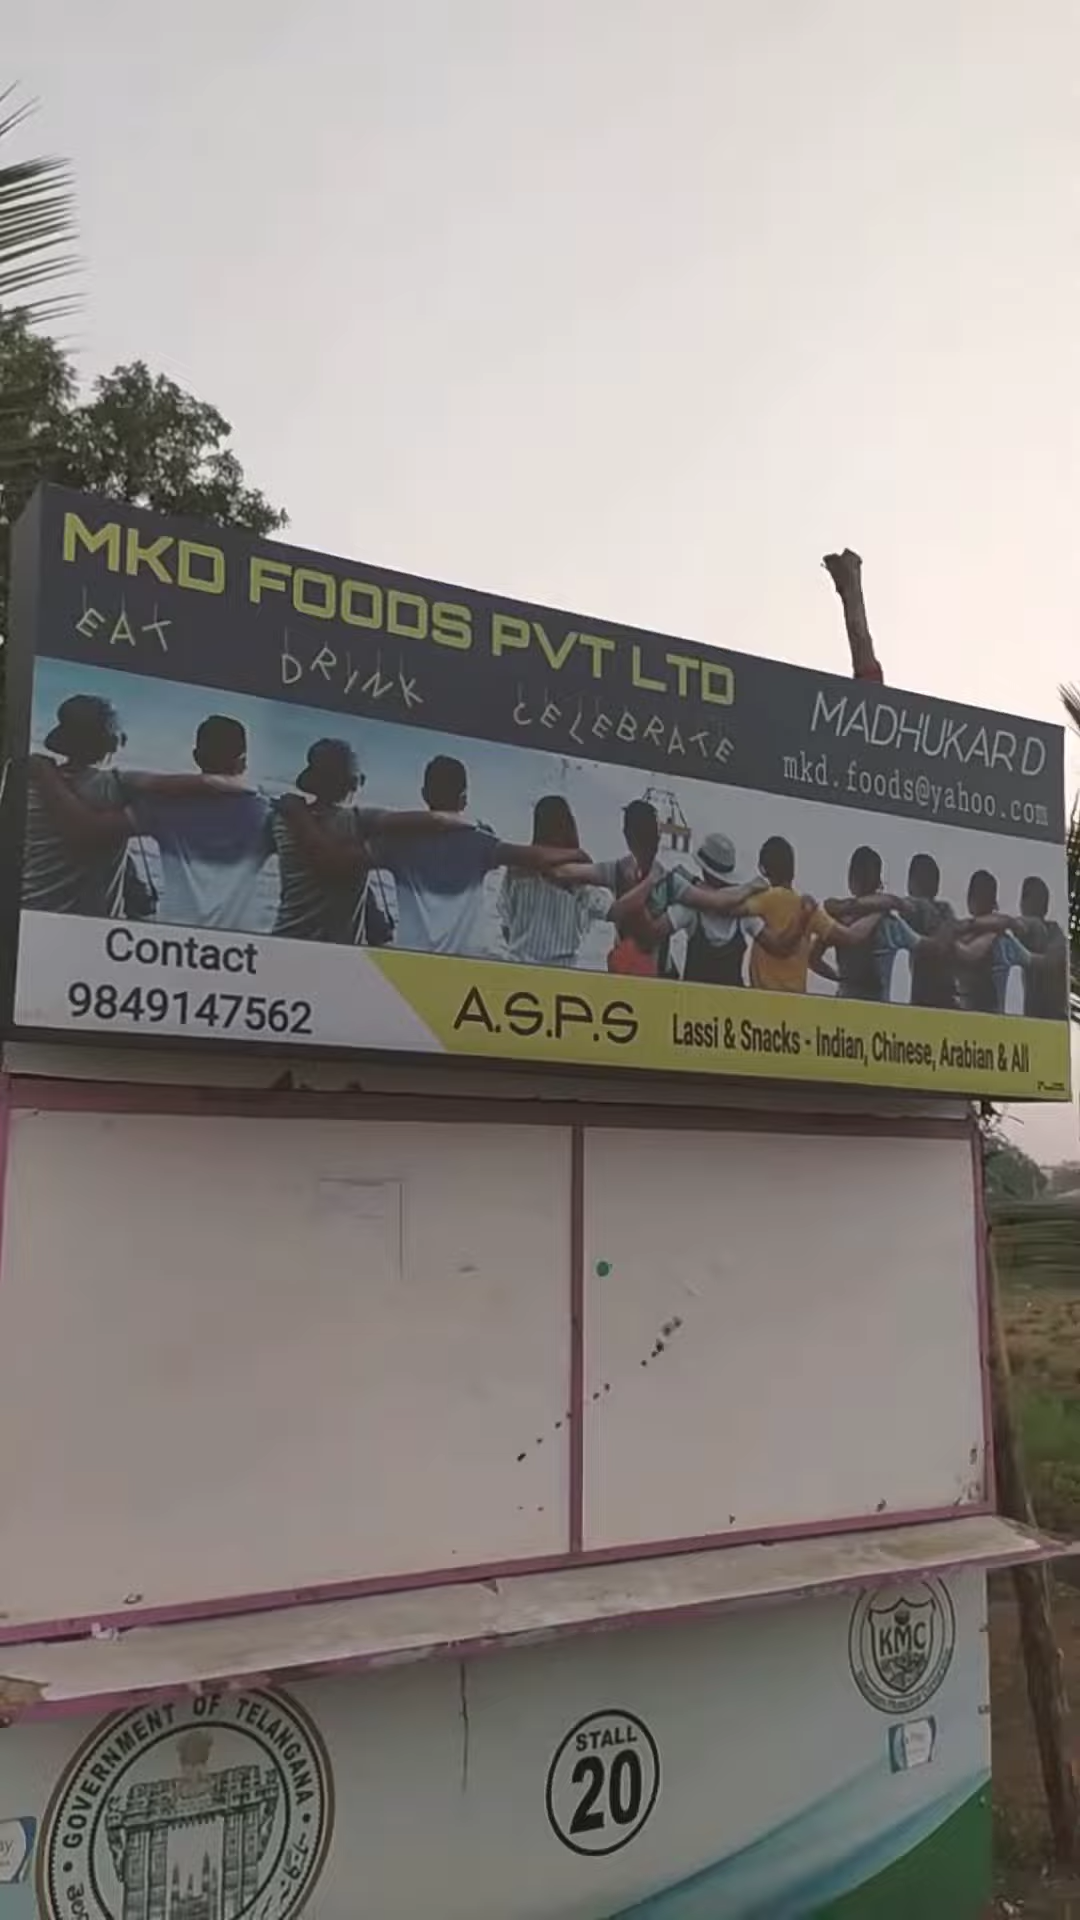 MKD FOODS PVT LTD
EAT DRINK CELEBRATE
MADHUKAR D
mkd.foods@yahoo.com
Contact
9849147562
A.S.P.S Lassi & Snacks - Indian, Chinese, Arabian & All
KMC
GOVERNMENT OF TELANGANA
STALL
20